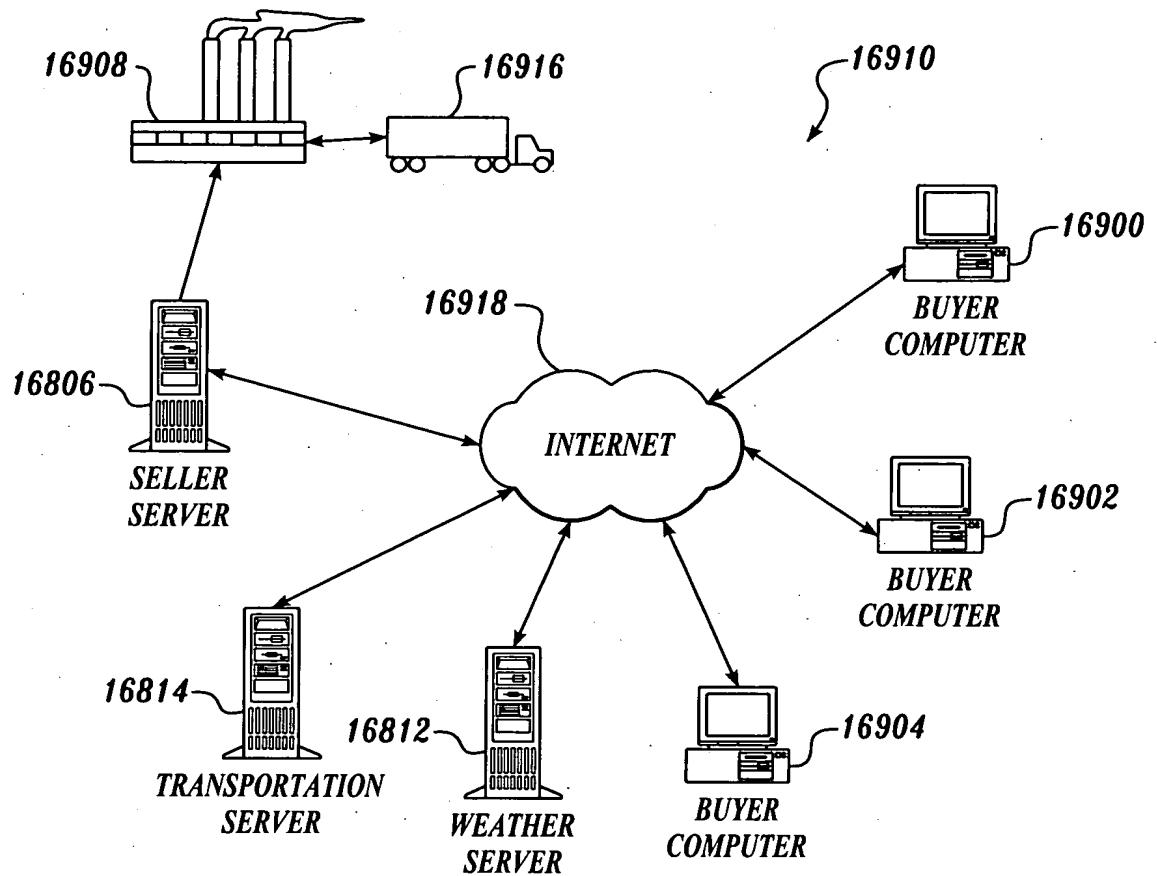 16908
16916
16910
16900
BUYER
COMPUTER
16918
16806
INTERNET
SELLER
SERVER
16902
BUYER
COMPUTER
16814
TRANSPORTATION
SERVER
16812
WEATHER
SERVER
16904
BUYER
COMPUTER